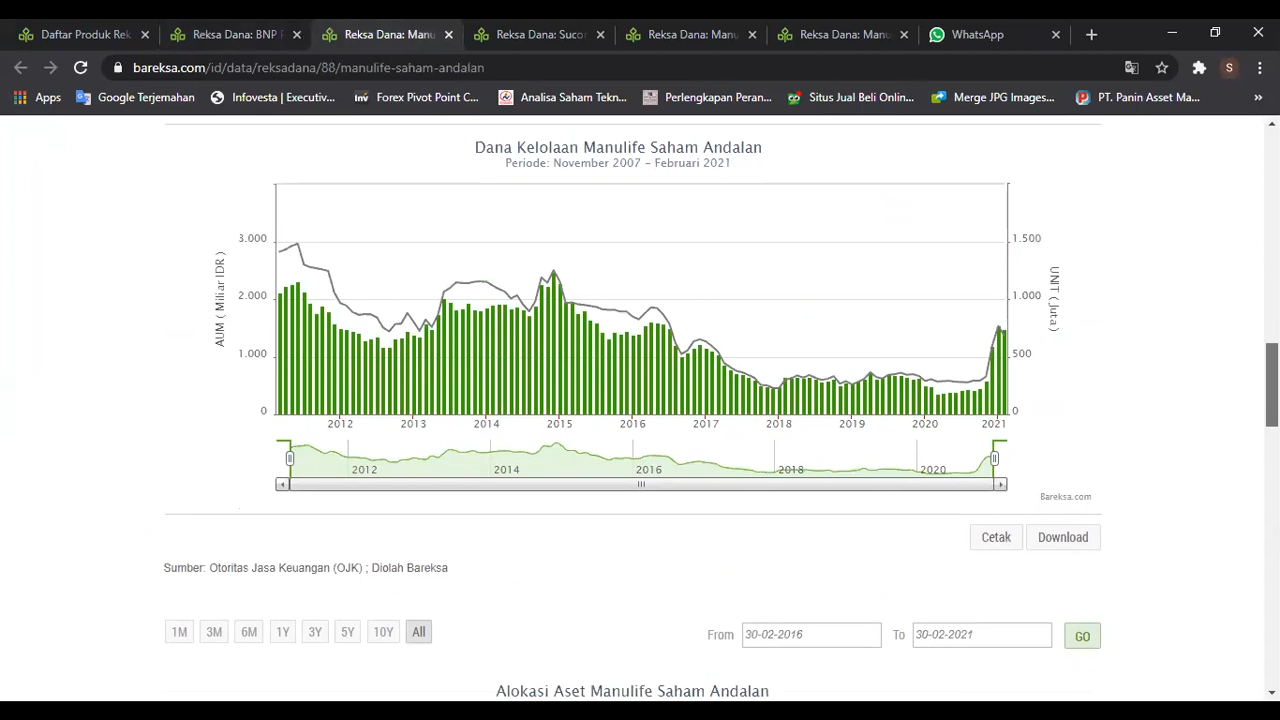 Daftar Produk Rek
Reksa Dana: BNP P
Reksa Dana: Manu
Reksa Dana: Sucor
Reksa Dana: Manu
Reksa Dana: Manu
WhatsApp
bareksa.com/id/data/reksadana/88/manulife-saham-andalan
S
Apps
Google Terjemahan
Infovesta | Executiv...
inv Forex Pivot Point C...
Analisa Saham Tekn...
Perlengkapan Peran...
Situs Jual Beli Onlin...
Merge JPG Images...
PT. Panin Asset Ma...
»
Dana Kelolaan Manulife Saham Andalan
Periode: November 2007 – Februari 2021
AUM ( Miliar IDR )
3.000
2.000
1.000
0
1.500
1.000
500
0
UNIT ( Juta )
2012 2013 2014 2015 2016 2017 2018 2019 2020 2021
2012 2014 2016 2018 2020
Bareksa.com
Cetak Download
Sumber: Otoritas Jasa Keuangan (OJK) ; Diolah Bareksa
1M 3M 6M 1Y 3Y 5Y 10Y All
From 30-02-2016 To 30-02-2021 GO
Alokasi Aset Manulife Saham Andalan